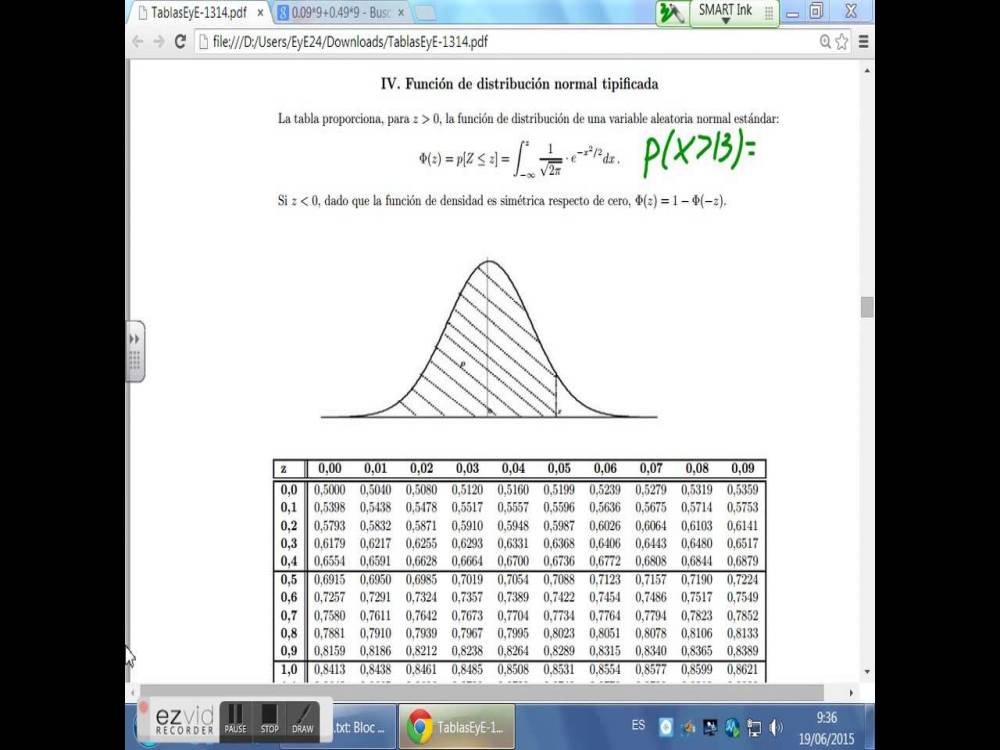 TablasEyE-1314.pdf × 0.09*9+0.49*9 - Busc × SMART Ink
file:///D:/Users/EyE24/Downloads/TablasEyE-1314.pdf
IV. Función de distribución normal tipificada
La tabla proporciona, para z > 0, la función de distribución de una variable aleatoria normal estándar:
Φ(z) = p[Z ≤ z] = ∫_{-∞}^{z} 1/√2π · e^{-x²/2} dx. p(X>13)=
Si z < 0, dado que la función de densidad es simétrica respecto de cero, Φ(z) = 1 − Φ(−z).
z 0,00 0,01 0,02 0,03 0,04 0,05 0,06 0,07 0,08 0,09
0,0 0,5000 0,5040 0,5080 0,5120 0,5160 0,5199 0,5239 0,5279 0,5319 0,5359
0,1 0,5398 0,5438 0,5478 0,5517 0,5557 0,5596 0,5636 0,5675 0,5714 0,5753
0,2 0,5793 0,5832 0,5871 0,5910 0,5948 0,5987 0,6026 0,6064 0,6103 0,6141
0,3 0,6179 0,6217 0,6255 0,6293 0,6331 0,6368 0,6406 0,6443 0,6480 0,6517
0,4 0,6554 0,6591 0,6628 0,6664 0,6700 0,6736 0,6772 0,6808 0,6844 0,6879
0,5 0,6915 0,6950 0,6985 0,7019 0,7054 0,7088 0,7123 0,7157 0,7190 0,7224
0,6 0,7257 0,7291 0,7324 0,7357 0,7389 0,7422 0,7454 0,7486 0,7517 0,7549
0,7 0,7580 0,7611 0,7642 0,7673 0,7704 0,7734 0,7764 0,7794 0,7823 0,7852
0,8 0,7881 0,7910 0,7939 0,7967 0,7995 0,8023 0,8051 0,8078 0,8106 0,8133
0,9 0,8159 0,8186 0,8212 0,8238 0,8264 0,8289 0,8315 0,8340 0,8365 0,8389
1,0 0,8413 0,8438 0,8461 0,8485 0,8508 0,8531 0,8554 0,8577 0,8599 0,8621
ezvid
RECORDER PAUSE STOP DRAW
.txt: Bloc ... TablasEyE-1... ES 9:36
19/06/2015